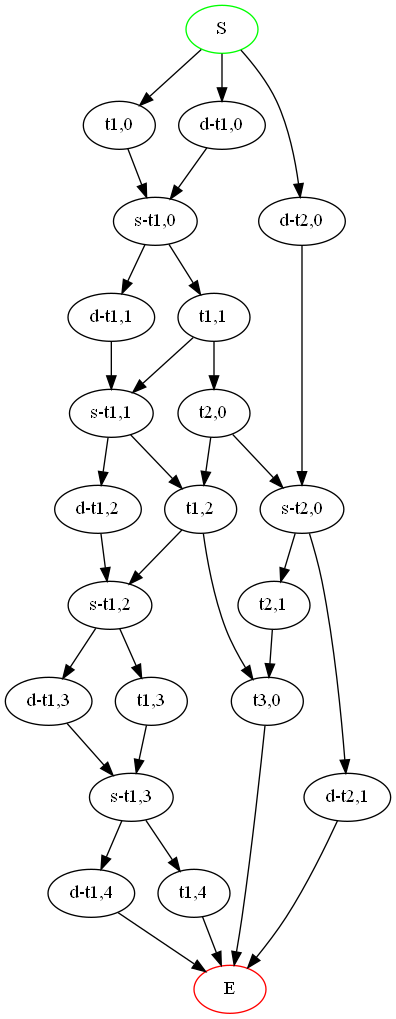 S
t1,0
d-t1,0
s-t1,0
d-t2,0
d-t1,1
t1,1
s-t1,1
t2,0
d-t1,2
t1,2
s-t2,0
s-t1,2
t2,1
d-t1,3
t1,3
t3,0
s-t1,3
d-t2,1
d-t1,4
t1,4
E